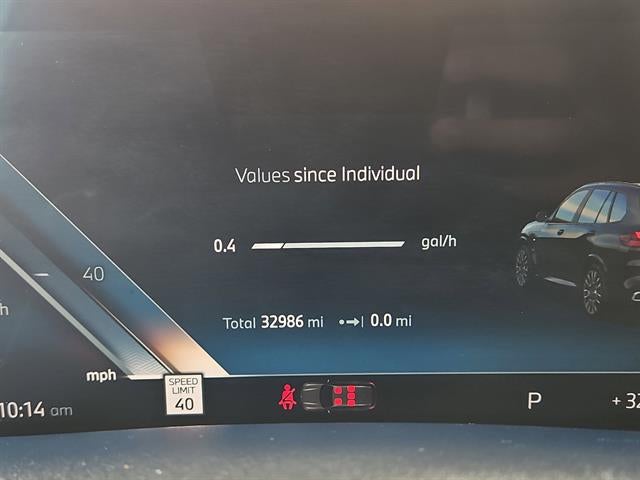 Values since Individual
0.4 gal/h
40
Total 32986 mi 0.0 mi
mph
SPEED
LIMIT
40
10:14 am
P
+32